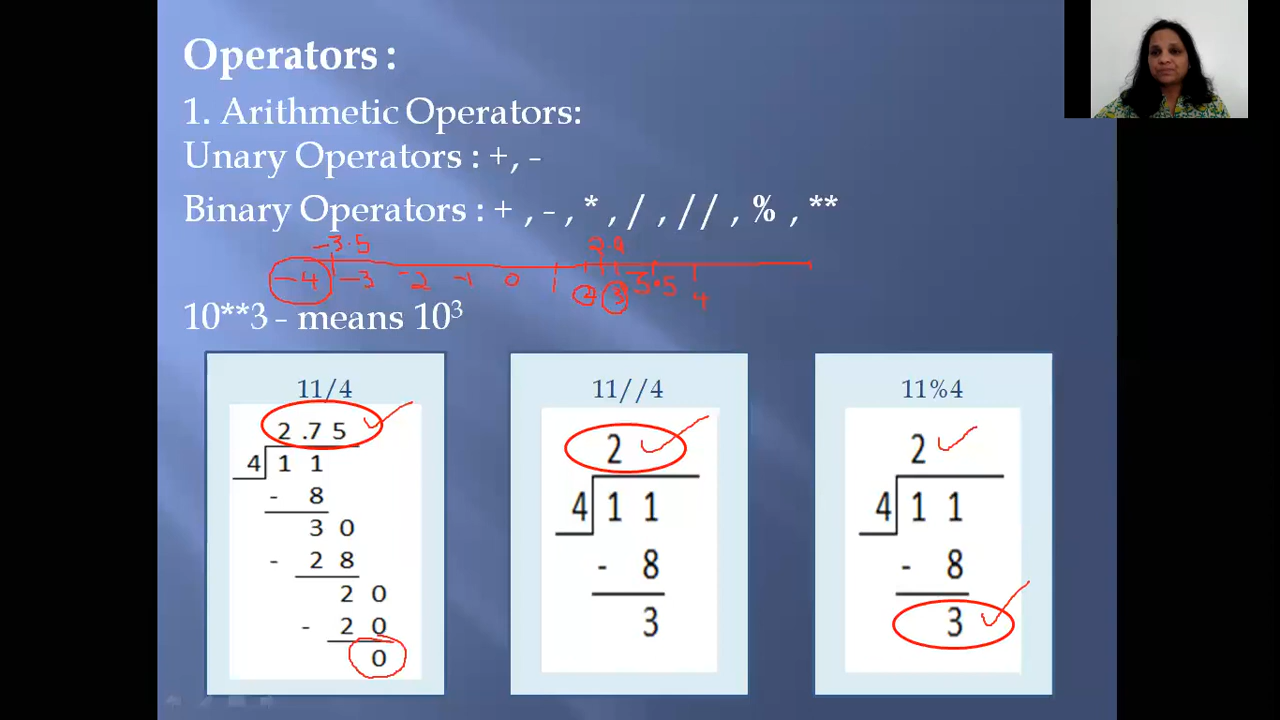 Operators :
1. Arithmetic Operators:
Unary Operators : +, -
Binary Operators : + , - , * , / , // , % , **
-3.5
-4 -3 -2 -1 0 1 2 3 3.5 4
10**3 - means 10³
11/4
2 .7 5
4 1 1
- 8
3 0
- 2 8
2 0
- 2 0
0
11//4
2
4 1 1
- 8
3
11%4
2
4 1 1
- 8
3